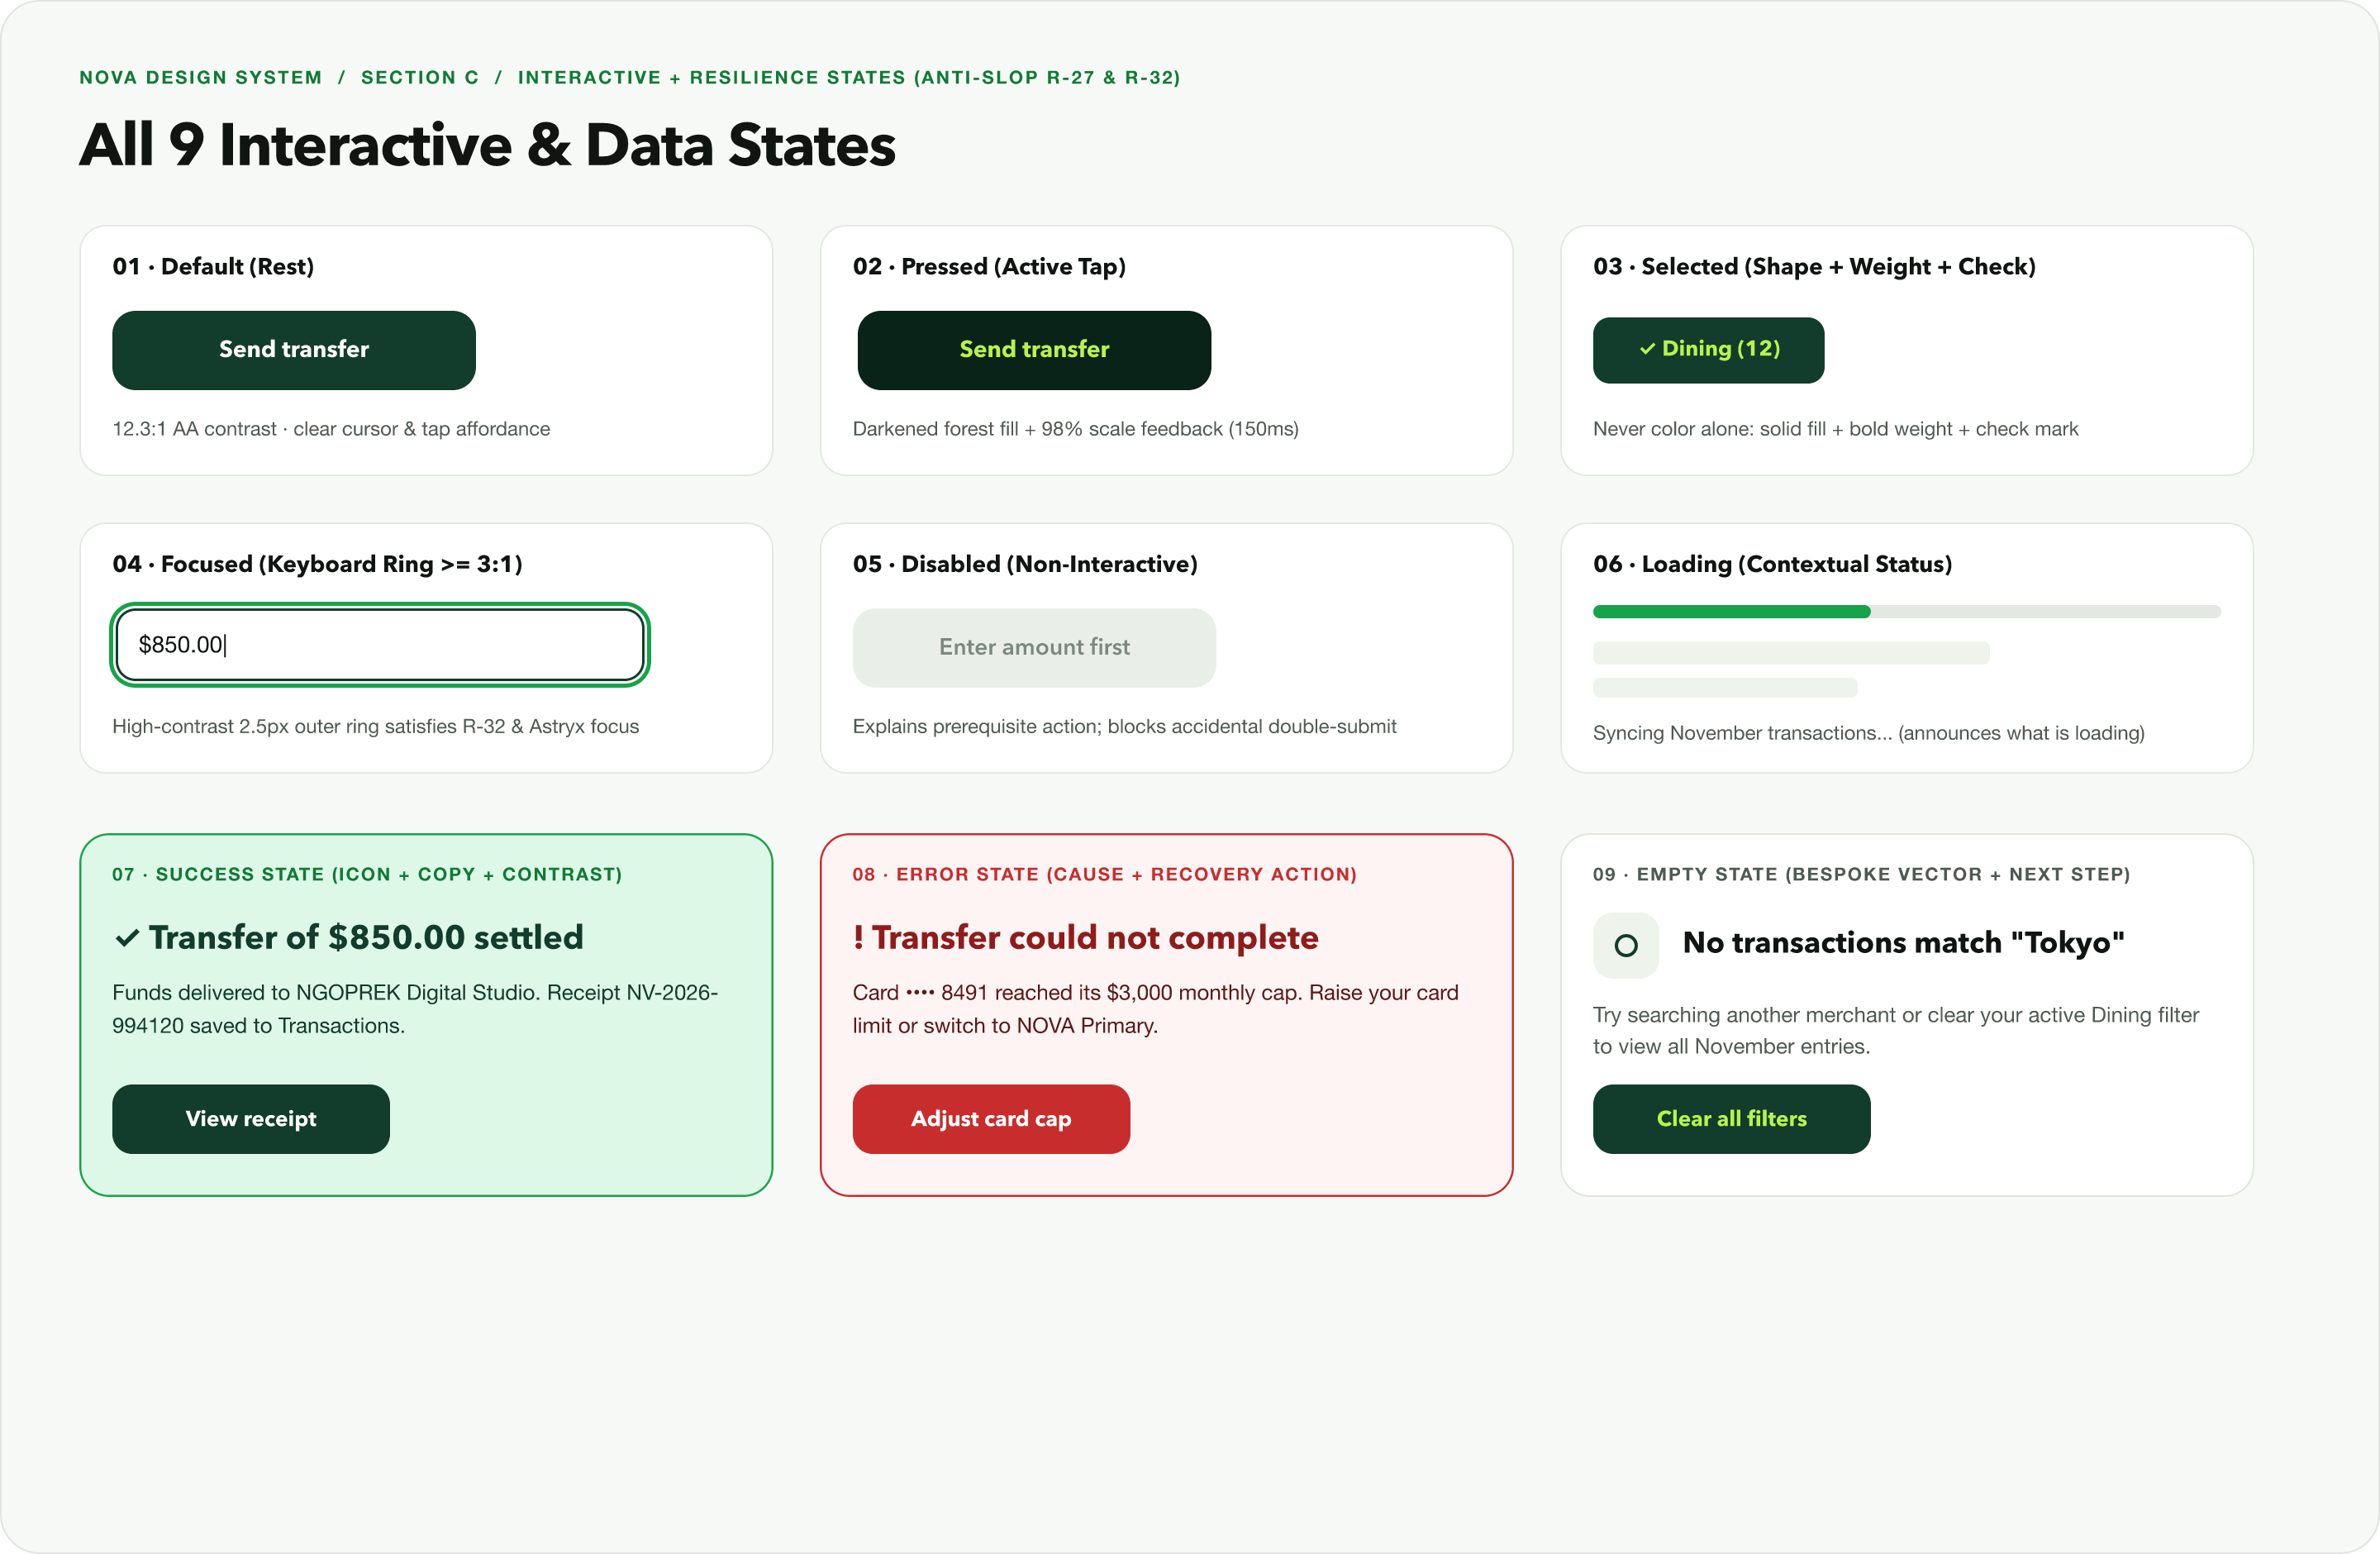 NOVA DESIGN SYSTEM / SECTION C / INTERACTIVE + RESILIENCE STATES (ANTI-SLOP R-27 & R-32)
All 9 Interactive & Data States
01 · Default (Rest)
Send transfer
12.3:1 AA contrast · clear cursor & tap affordance
02 · Pressed (Active Tap)
Send transfer
Darkened forest fill + 98% scale feedback (150ms)
03 · Selected (Shape + Weight + Check)
✓ Dining (12)
Never color alone: solid fill + bold weight + check mark
04 · Focused (Keyboard Ring >= 3:1)
$850.00|
High-contrast 2.5px outer ring satisfies R-32 & Astryx focus
05 · Disabled (Non-Interactive)
Enter amount first
Explains prerequisite action; blocks accidental double-submit
06 · Loading (Contextual Status)
Syncing November transactions... (announces what is loading)
07 · SUCCESS STATE (ICON + COPY + CONTRAST)
✓ Transfer of $850.00 settled
Funds delivered to NGOPREK Digital Studio. Receipt NV-2026-
994120 saved to Transactions.
View receipt
08 · ERROR STATE (CAUSE + RECOVERY ACTION)
! Transfer could not complete
Card •••• 8491 reached its $3,000 monthly cap. Raise your card
limit or switch to NOVA Primary.
Adjust card cap
09 · EMPTY STATE (BESPOKE VECTOR + NEXT STEP)
No transactions match "Tokyo"
Try searching another merchant or clear your active Dining filter
to view all November entries.
Clear all filters